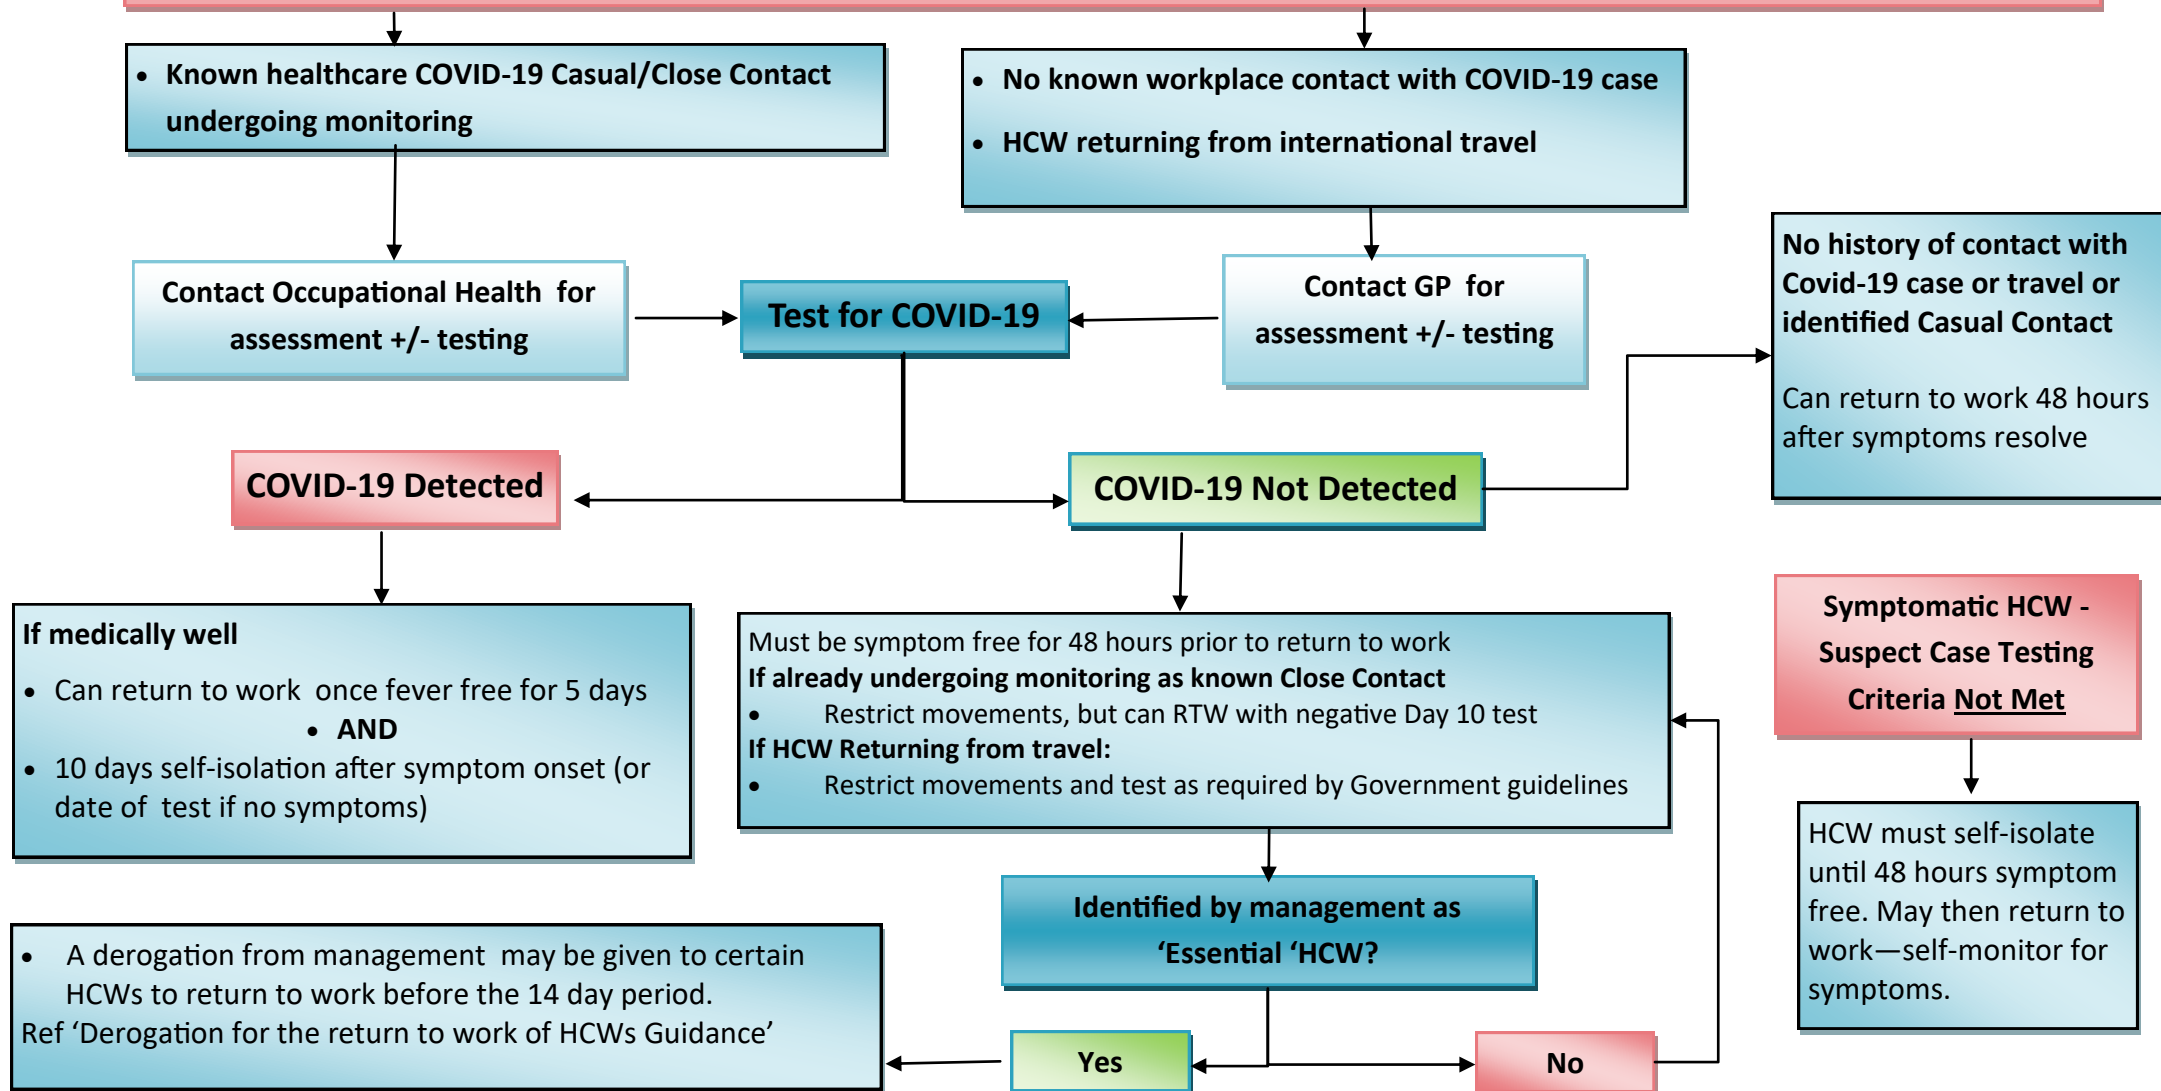 • Known healthcare COVID-19 Casual/Close Contact
undergoing monitoring
• No known workplace contact with COVID-19 case
• HCW returning from international travel
Contact Occupational Health for
assessment +/- testing
Test for COVID-19
Contact GP for
assessment +/- testing
No history of contact with
Covid-19 case or travel or
identified Casual Contact
Can return to work 48 hours
after symptoms resolve
COVID-19 Detected
COVID-19 Not Detected
If medically well
• Can return to work once fever free for 5 days
• AND
• 10 days self-isolation after symptom onset (or
date of test if no symptoms)
Must be symptom free for 48 hours prior to return to work
If already undergoing monitoring as known Close Contact
• Restrict movements, but can RTW with negative Day 10 test
If HCW Returning from travel:
• Restrict movements and test as required by Government guidelines
Symptomatic HCW -
Suspect Case Testing
Criteria Not Met
HCW must self-isolate
until 48 hours symptom
free. May then return to
work—self-monitor for
symptoms.
Identified by management as
‘Essential ‘HCW?
• A derogation from management may be given to certain
HCWs to return to work before the 14 day period.
Ref ‘Derogation for the return to work of HCWs Guidance’
Yes
No